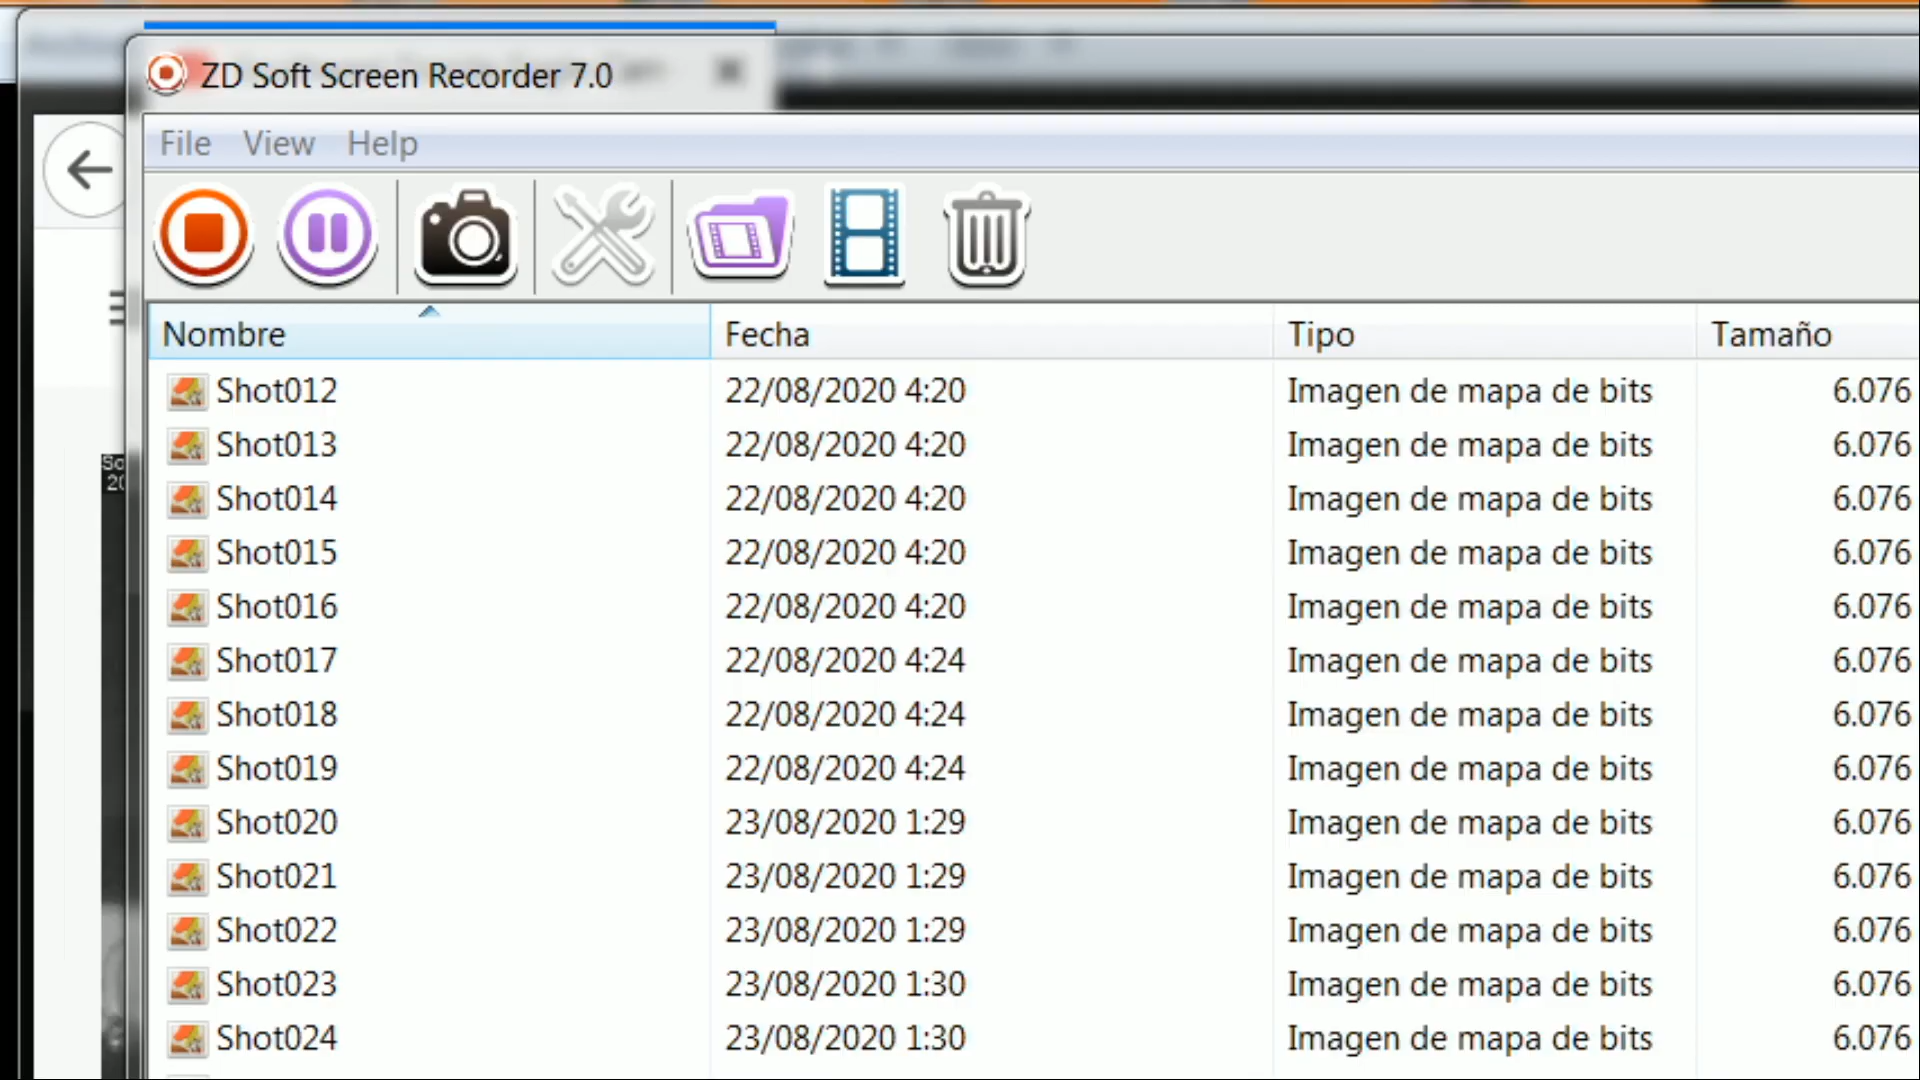 ZD Soft Screen Recorder 7.0
File View Help
Nombre Fecha Tipo Tamaño
Shot012 22/08/2020 4:20 Imagen de mapa de bits 6.076
Shot013 22/08/2020 4:20 Imagen de mapa de bits 6.076
Shot014 22/08/2020 4:20 Imagen de mapa de bits 6.076
Shot015 22/08/2020 4:20 Imagen de mapa de bits 6.076
Shot016 22/08/2020 4:20 Imagen de mapa de bits 6.076
Shot017 22/08/2020 4:24 Imagen de mapa de bits 6.076
Shot018 22/08/2020 4:24 Imagen de mapa de bits 6.076
Shot019 22/08/2020 4:24 Imagen de mapa de bits 6.076
Shot020 23/08/2020 1:29 Imagen de mapa de bits 6.076
Shot021 23/08/2020 1:29 Imagen de mapa de bits 6.076
Shot022 23/08/2020 1:29 Imagen de mapa de bits 6.076
Shot023 23/08/2020 1:30 Imagen de mapa de bits 6.076
Shot024 23/08/2020 1:30 Imagen de mapa de bits 6.076